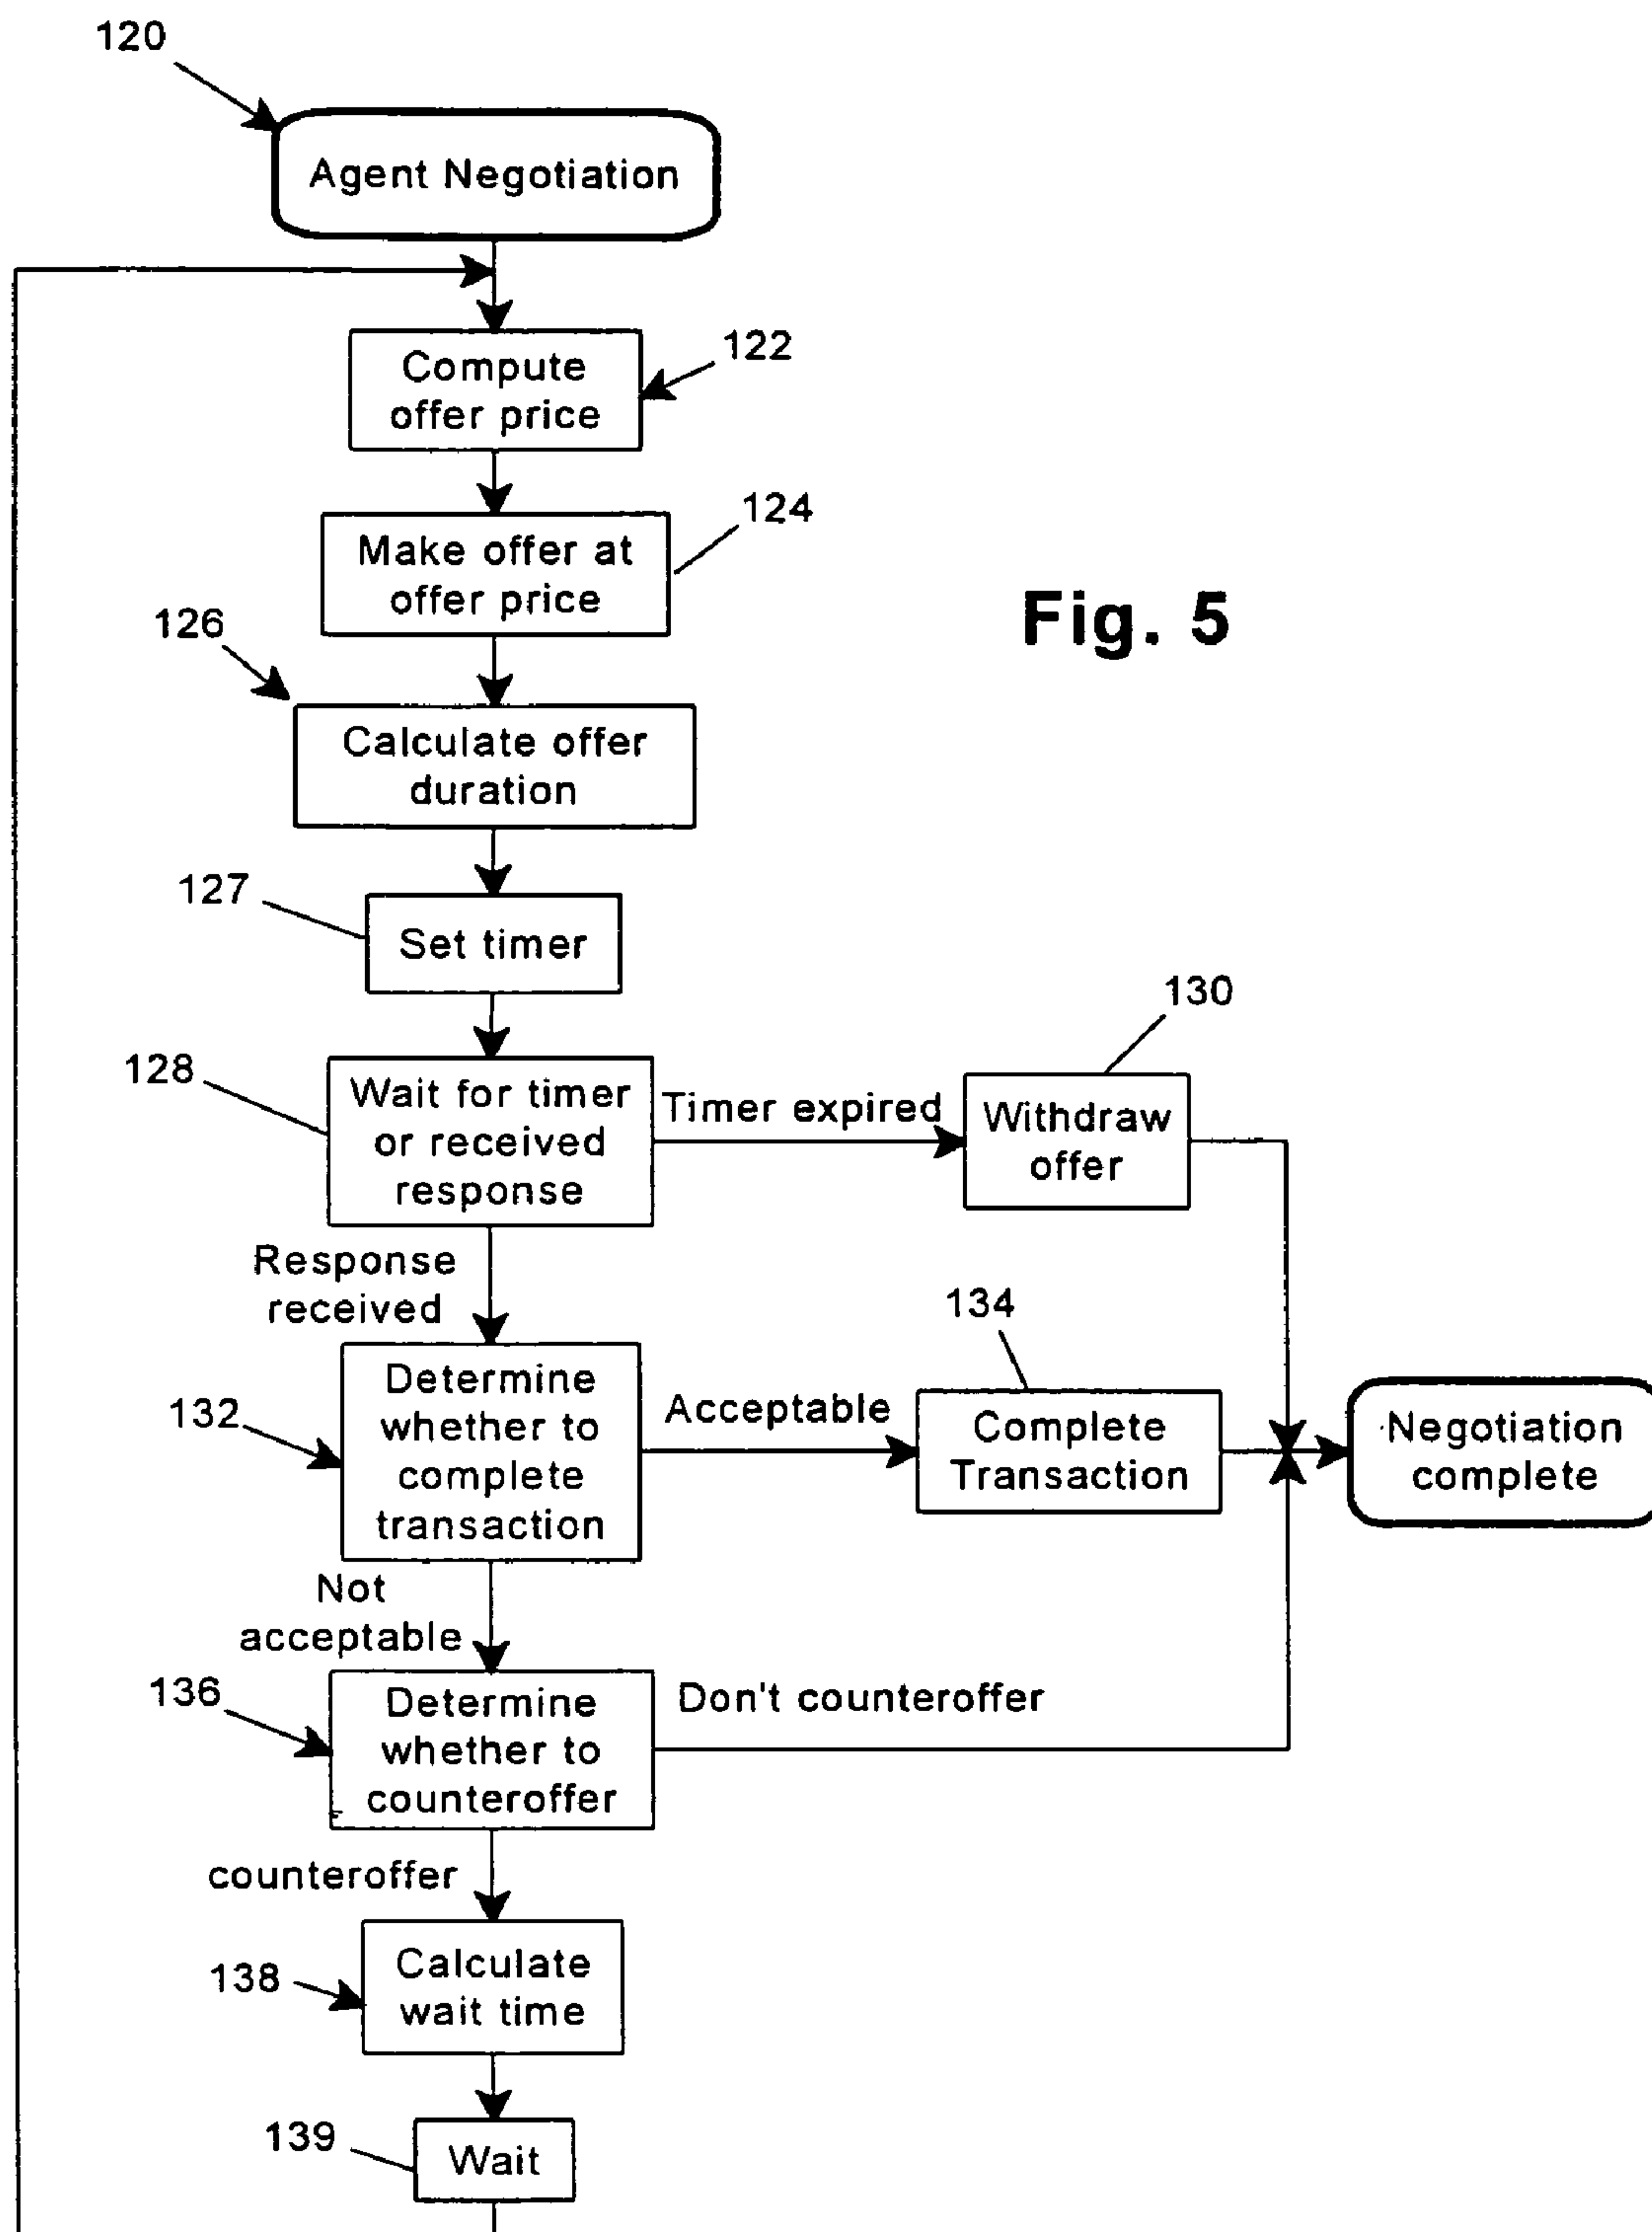 120
Agent Negotiation
Compute
offer price
122
Make offer at
offer price
124
Fig. 5
126
Calculate offer
duration
127
Set timer
128
Wait for timer
or received
response
Timer expired
130
Withdraw
offer
Response
received
132
Determine
whether to
complete
transaction
Acceptable
134
Complete
Transaction
Negotiation
complete
Not
acceptable
136
Determine
whether to
counteroffer
Don't counteroffer
counteroffer
138
Calculate
wait time
139
Wait